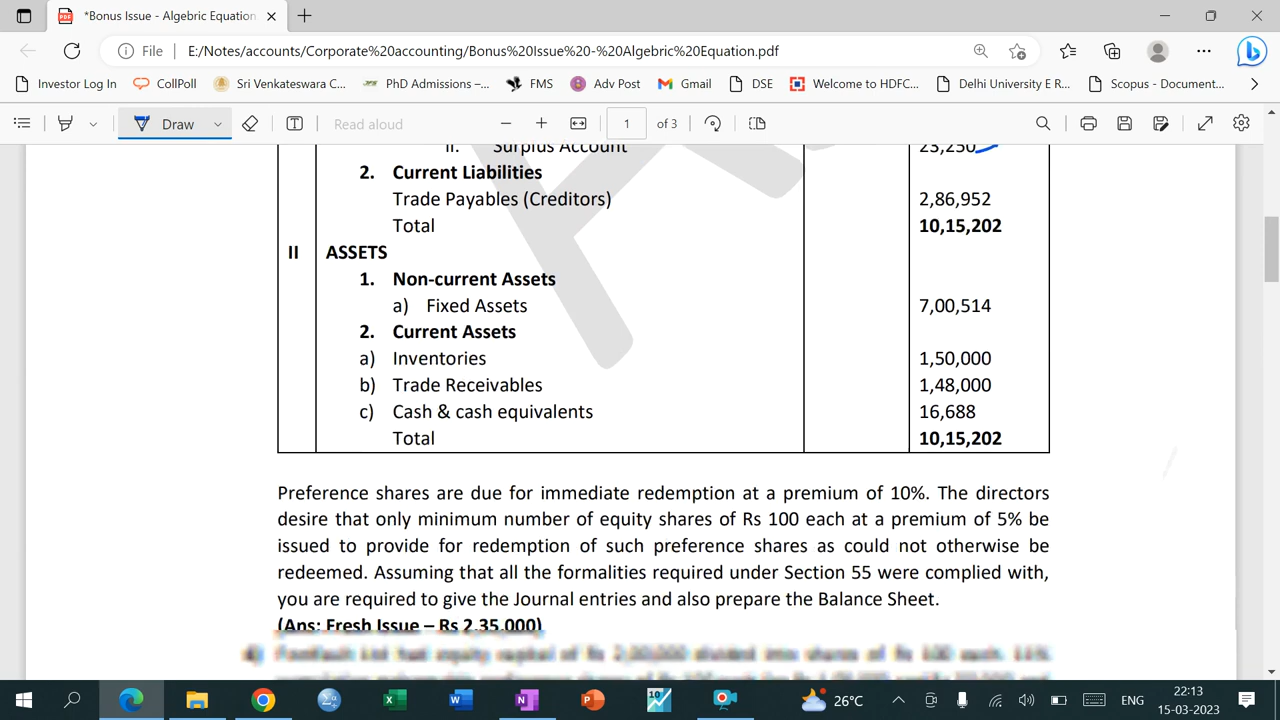 *Bonus Issue - Algebric Equation
File E:/Notes/accounts/Corporate%20accounting/Bonus%20Issue%20-%20Algebric%20Equation.pdf
Investor Log In CollPoll Sri Venkateswara C... PhD Admissions –... FMS Adv Post Gmail DSE Welcome to HDFC... Delhi University E R... Scopus - Document...
Draw Read aloud 1 of 3
ii. Surplus Account 23,250
2. Current Liabilities
Trade Payables (Creditors) 2,86,952
Total 10,15,202
II ASSETS
1. Non-current Assets
a) Fixed Assets 7,00,514
2. Current Assets
a) Inventories 1,50,000
b) Trade Receivables 1,48,000
c) Cash & cash equivalents 16,688
Total 10,15,202
Preference shares are due for immediate redemption at a premium of 10%. The directors
desire that only minimum number of equity shares of Rs 100 each at a premium of 5% be
issued to provide for redemption of such preference shares as could not otherwise be
redeemed. Assuming that all the formalities required under Section 55 were complied with,
you are required to give the Journal entries and also prepare the Balance Sheet.
(Ans: Fresh Issue – Rs 2,35,000)
26°C ENG 22:13
15-03-2023